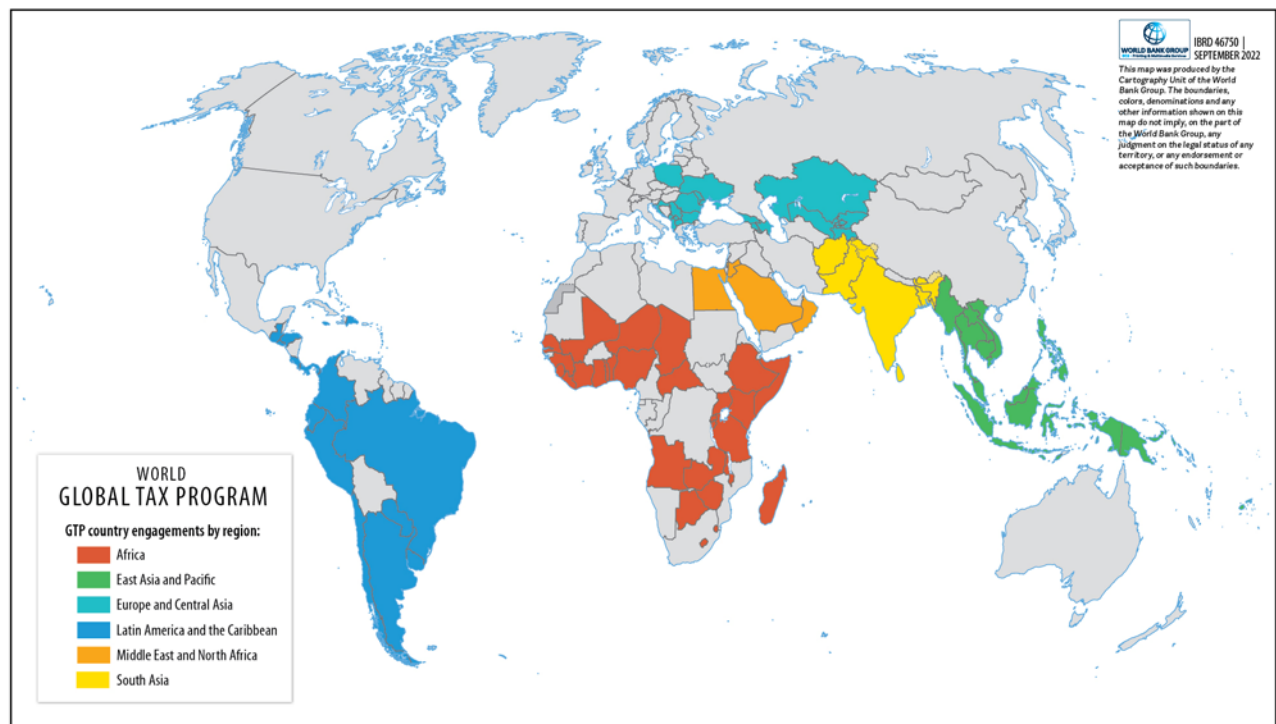 WORLD BANK GROUP
IBRD 46750 |
SEPTEMBER 2022
This map was produced by the
Cartography Unit of the World
Bank Group. The boundaries,
colors, denominations and any
other information shown on this
map do not imply, on the part of
the World Bank Group, any
judgment on the legal status of any
territory, or any endorsement or
acceptance of such boundaries.
WORLD
GLOBAL TAX PROGRAM
GTP country engagements by region:
Africa
East Asia and Pacific
Europe and Central Asia
Latin America and the Caribbean
Middle East and North Africa
South Asia